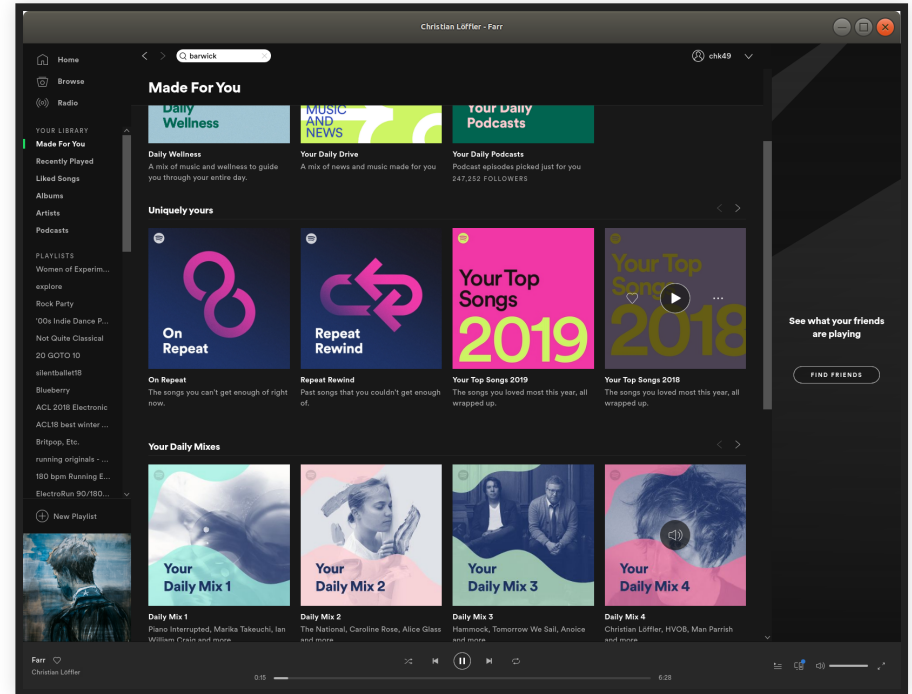 Christian Löffler - Farr
Home
Browse
Radio
YOUR LIBRARY
Made For You
Recently Played
Liked Songs
Albums
Artists
Podcasts
PLAYLISTS
Women of Experim...
explore
Rock Party
'00s Indie Dance P...
Not Quite Classical
20 GOTO 10
silentballet18
Blueberry
ACL 2018 Electronic
ACL18 best winter ...
Britpop, Etc.
running originals - ...
180 bpm Running E...
ElectroRun 90/180...
New Playlist
barwick
chk49
Made For You
Daily
Wellness
MUSIC
AND
NEWS
Your Daily
Podcasts
Daily Wellness
A mix of music and wellness to guide
you through your entire day.
Your Daily Drive
A mix of news and music made for you
Your Daily Podcasts
Podcast episodes picked just for you
247,252 FOLLOWERS
Uniquely yours
On
Repeat
Repeat
Rewind
Your Top
Songs
2019
Your Top
Songs
2018
On Repeat
The songs you can't get enough of right
now.
Repeat Rewind
Past songs that you couldn't get enough
of.
Your Top Songs 2019
The songs you loved most this year, all
wrapped up.
Your Top Songs 2018
The songs you loved most this year, all
wrapped up.
Your Daily Mixes
Your
Daily Mix 1
Your
Daily Mix 2
Your
Daily Mix 3
Your
Daily Mix 4
Daily Mix 1
Piano Interrupted, Marika Takeuchi, Ian
William Craig and more
Daily Mix 2
The National, Caroline Rose, Alice Glass
and more
Daily Mix 3
Hammock, Tomorrow We Sail, Anoice
and more
Daily Mix 4
Christian Löffler, HVOB, Man Parrish
and more
See what your friends
are playing
FIND FRIENDS
Farr
Christian Löffler
0:15
6:28